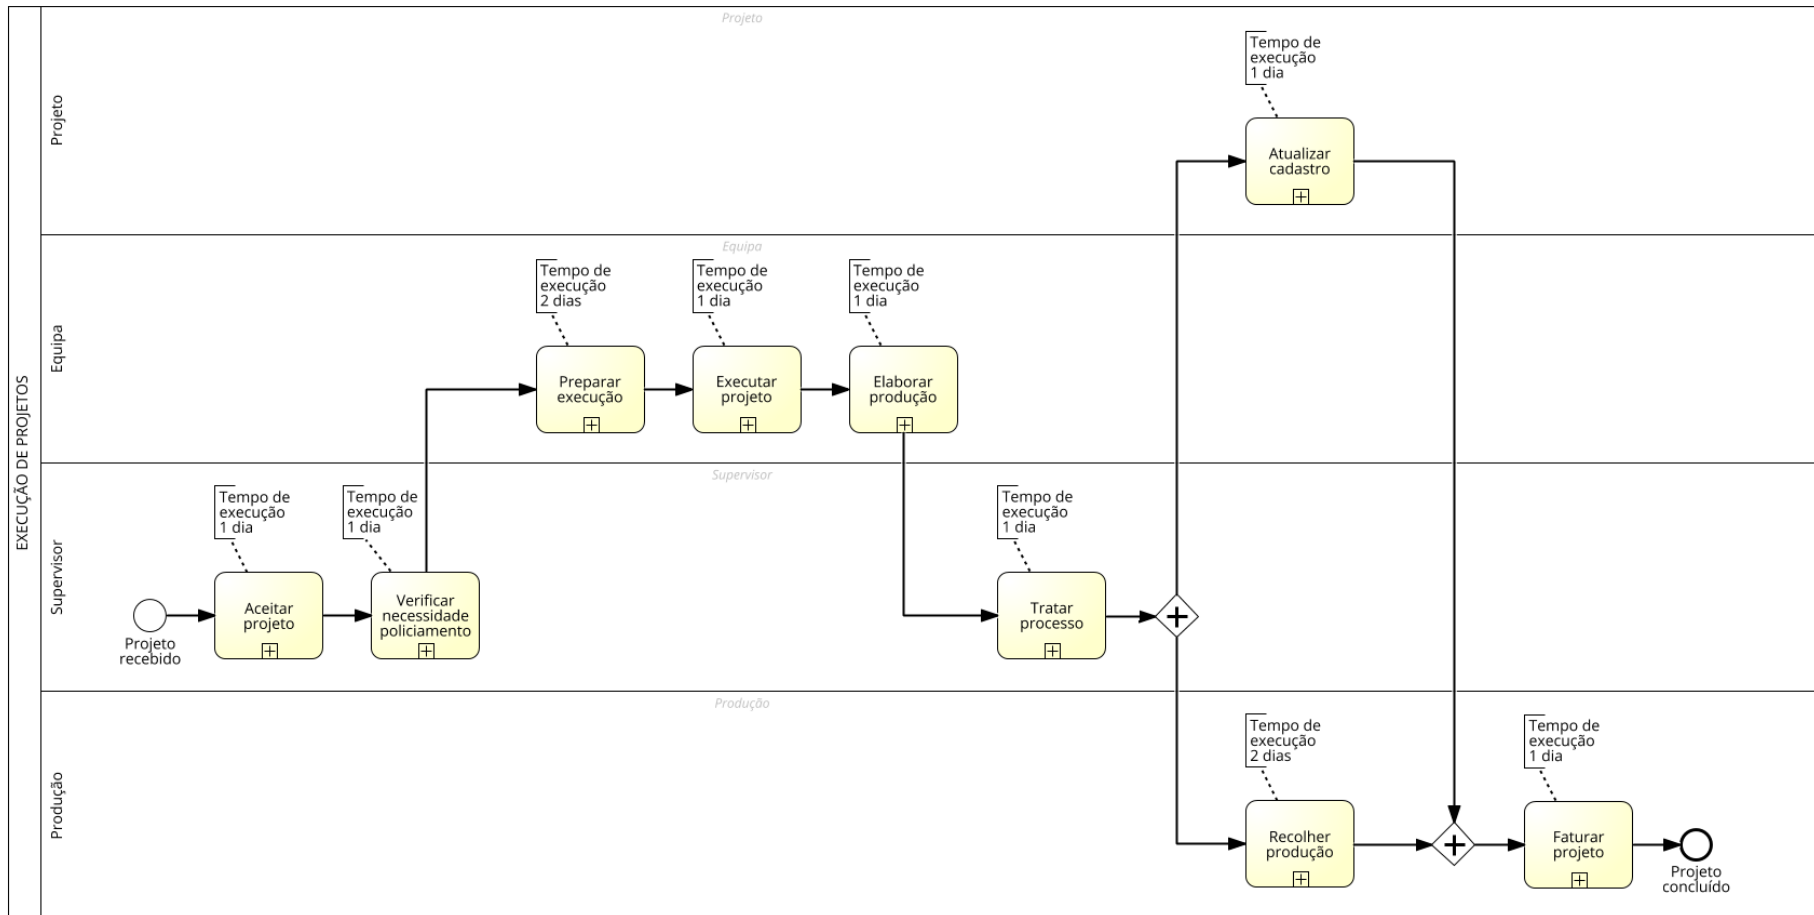 EXECUÇÃO DE PROJETOS
Projeto
Projeto
Tempo de
execução
1 dia
Atualizar
cadastro
Equipa
Equipa
Tempo de
execução
2 dias
Tempo de
execução
1 dia
Tempo de
execução
1 dia
Preparar
execução
Executar
projeto
Elaborar
produção
Supervisor
Supervisor
Tempo de
execução
1 dia
Tempo de
execução
1 dia
Tempo de
execução
1 dia
Projeto
recebido
Aceitar
projeto
Verificar
necessidade
policiamento
Tratar
processo
Produção
Produção
Tempo de
execução
2 dias
Tempo de
execução
1 dia
Recolher
produção
Faturar
projeto
Projeto
concluído